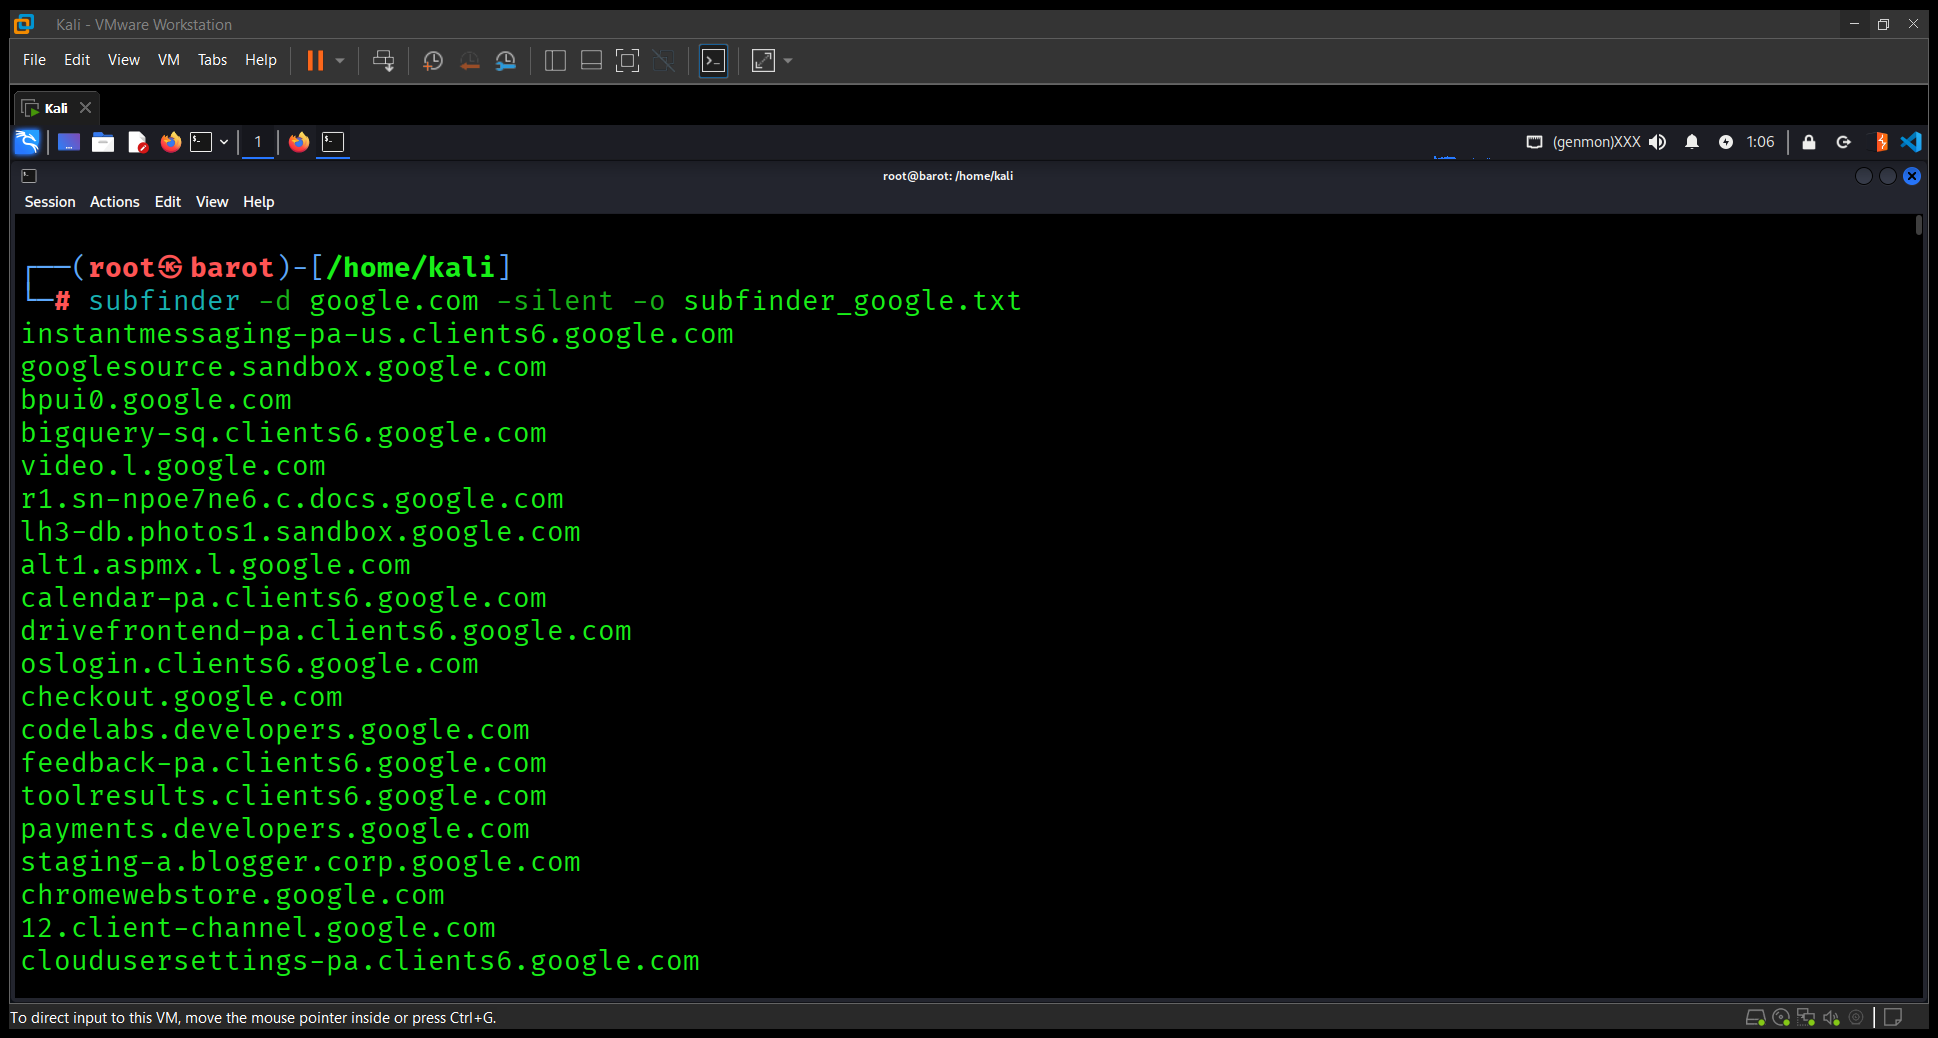 Kali - VMware Workstation
File Edit View VM Tabs Help
Kali
1 (genmon)XXX 1:06
root@barot: /home/kali
Session Actions Edit View Help
┌──(root㉿barot)-[/home/kali]
└─# subfinder -d google.com -silent -o subfinder_google.txt
instantmessaging-pa-us.clients6.google.com
googlesource.sandbox.google.com
bpui0.google.com
bigquery-sq.clients6.google.com
video.l.google.com
r1.sn-npoe7ne6.c.docs.google.com
lh3-db.photos1.sandbox.google.com
alt1.aspmx.l.google.com
calendar-pa.clients6.google.com
drivefrontend-pa.clients6.google.com
oslogin.clients6.google.com
checkout.google.com
codelabs.developers.google.com
feedback-pa.clients6.google.com
toolresults.clients6.google.com
payments.developers.google.com
staging-a.blogger.corp.google.com
chromewebstore.google.com
12.client-channel.google.com
cloudusersettings-pa.clients6.google.com
To direct input to this VM, move the mouse pointer inside or press Ctrl+G.